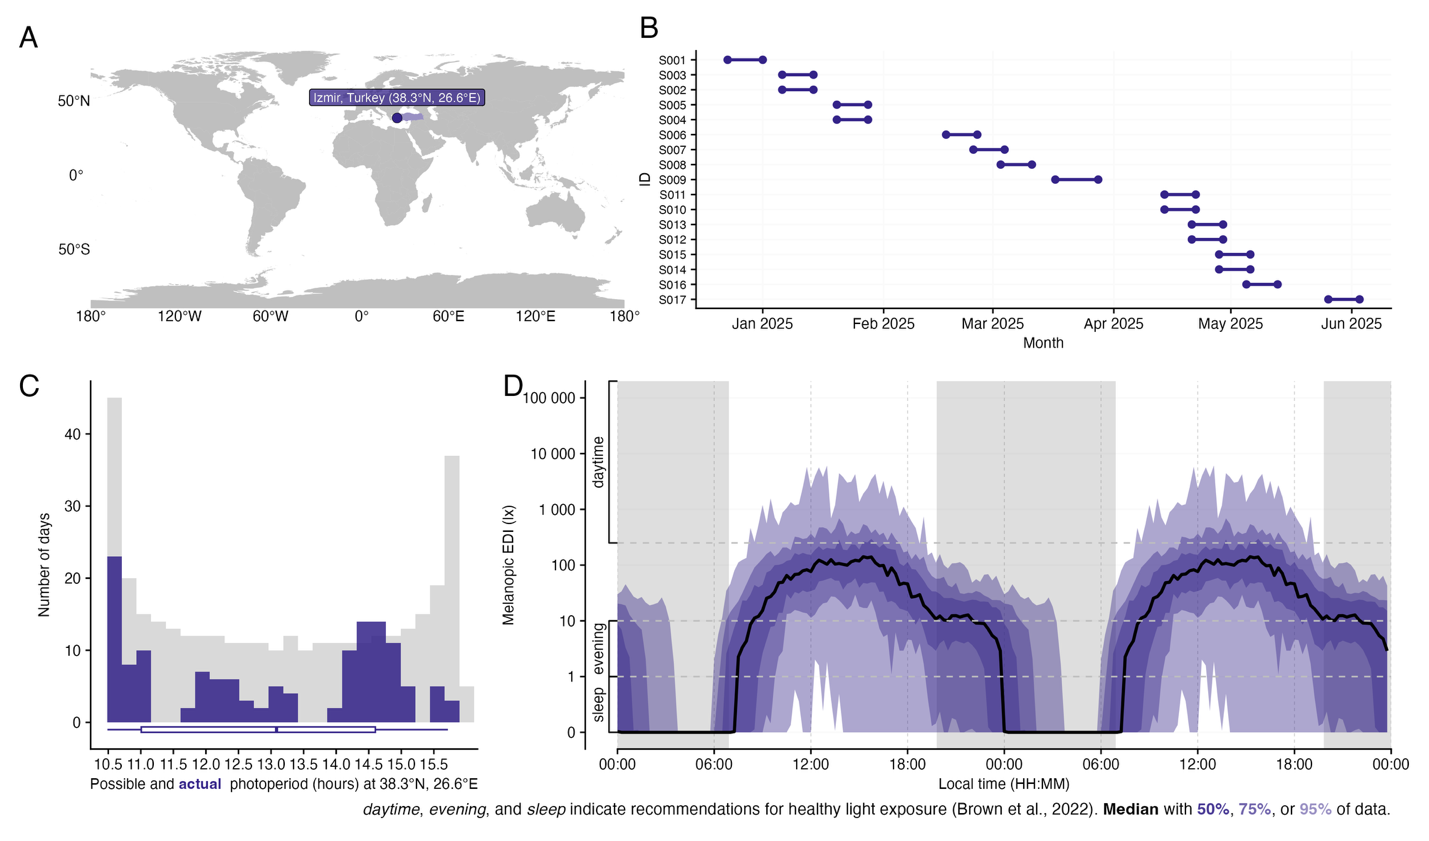 A
50°N
0°
50°S
Izmir, Turkey (38.3°N, 26.6°E)
180° 120°W 60°W 0° 60°E 120°E 180°
B
ID
S001
S003
S002
S005
S004
S006
S007
S008
S009
S011
S010
S013
S012
S015
S014
S016
S017
Jan 2025 Feb 2025 Mar 2025 Apr 2025 May 2025 Jun 2025
Month
C
Number of days
40
30
20
10
0
10.5 11.0 11.5 12.0 12.5 13.0 13.5 14.0 14.5 15.0 15.5
Possible and actual photoperiod (hours) at 38.3°N, 26.6°E
D
Melanopic EDI (lx)
100 000
10 000
1 000
100
10
1
0
daytime
evening
sleep
00:00 06:00 12:00 18:00 00:00 06:00 12:00 18:00 00:00
Local time (HH:MM)
daytime, evening, and sleep indicate recommendations for healthy light exposure (Brown et al., 2022). Median with 50%, 75%, or 95% of data.